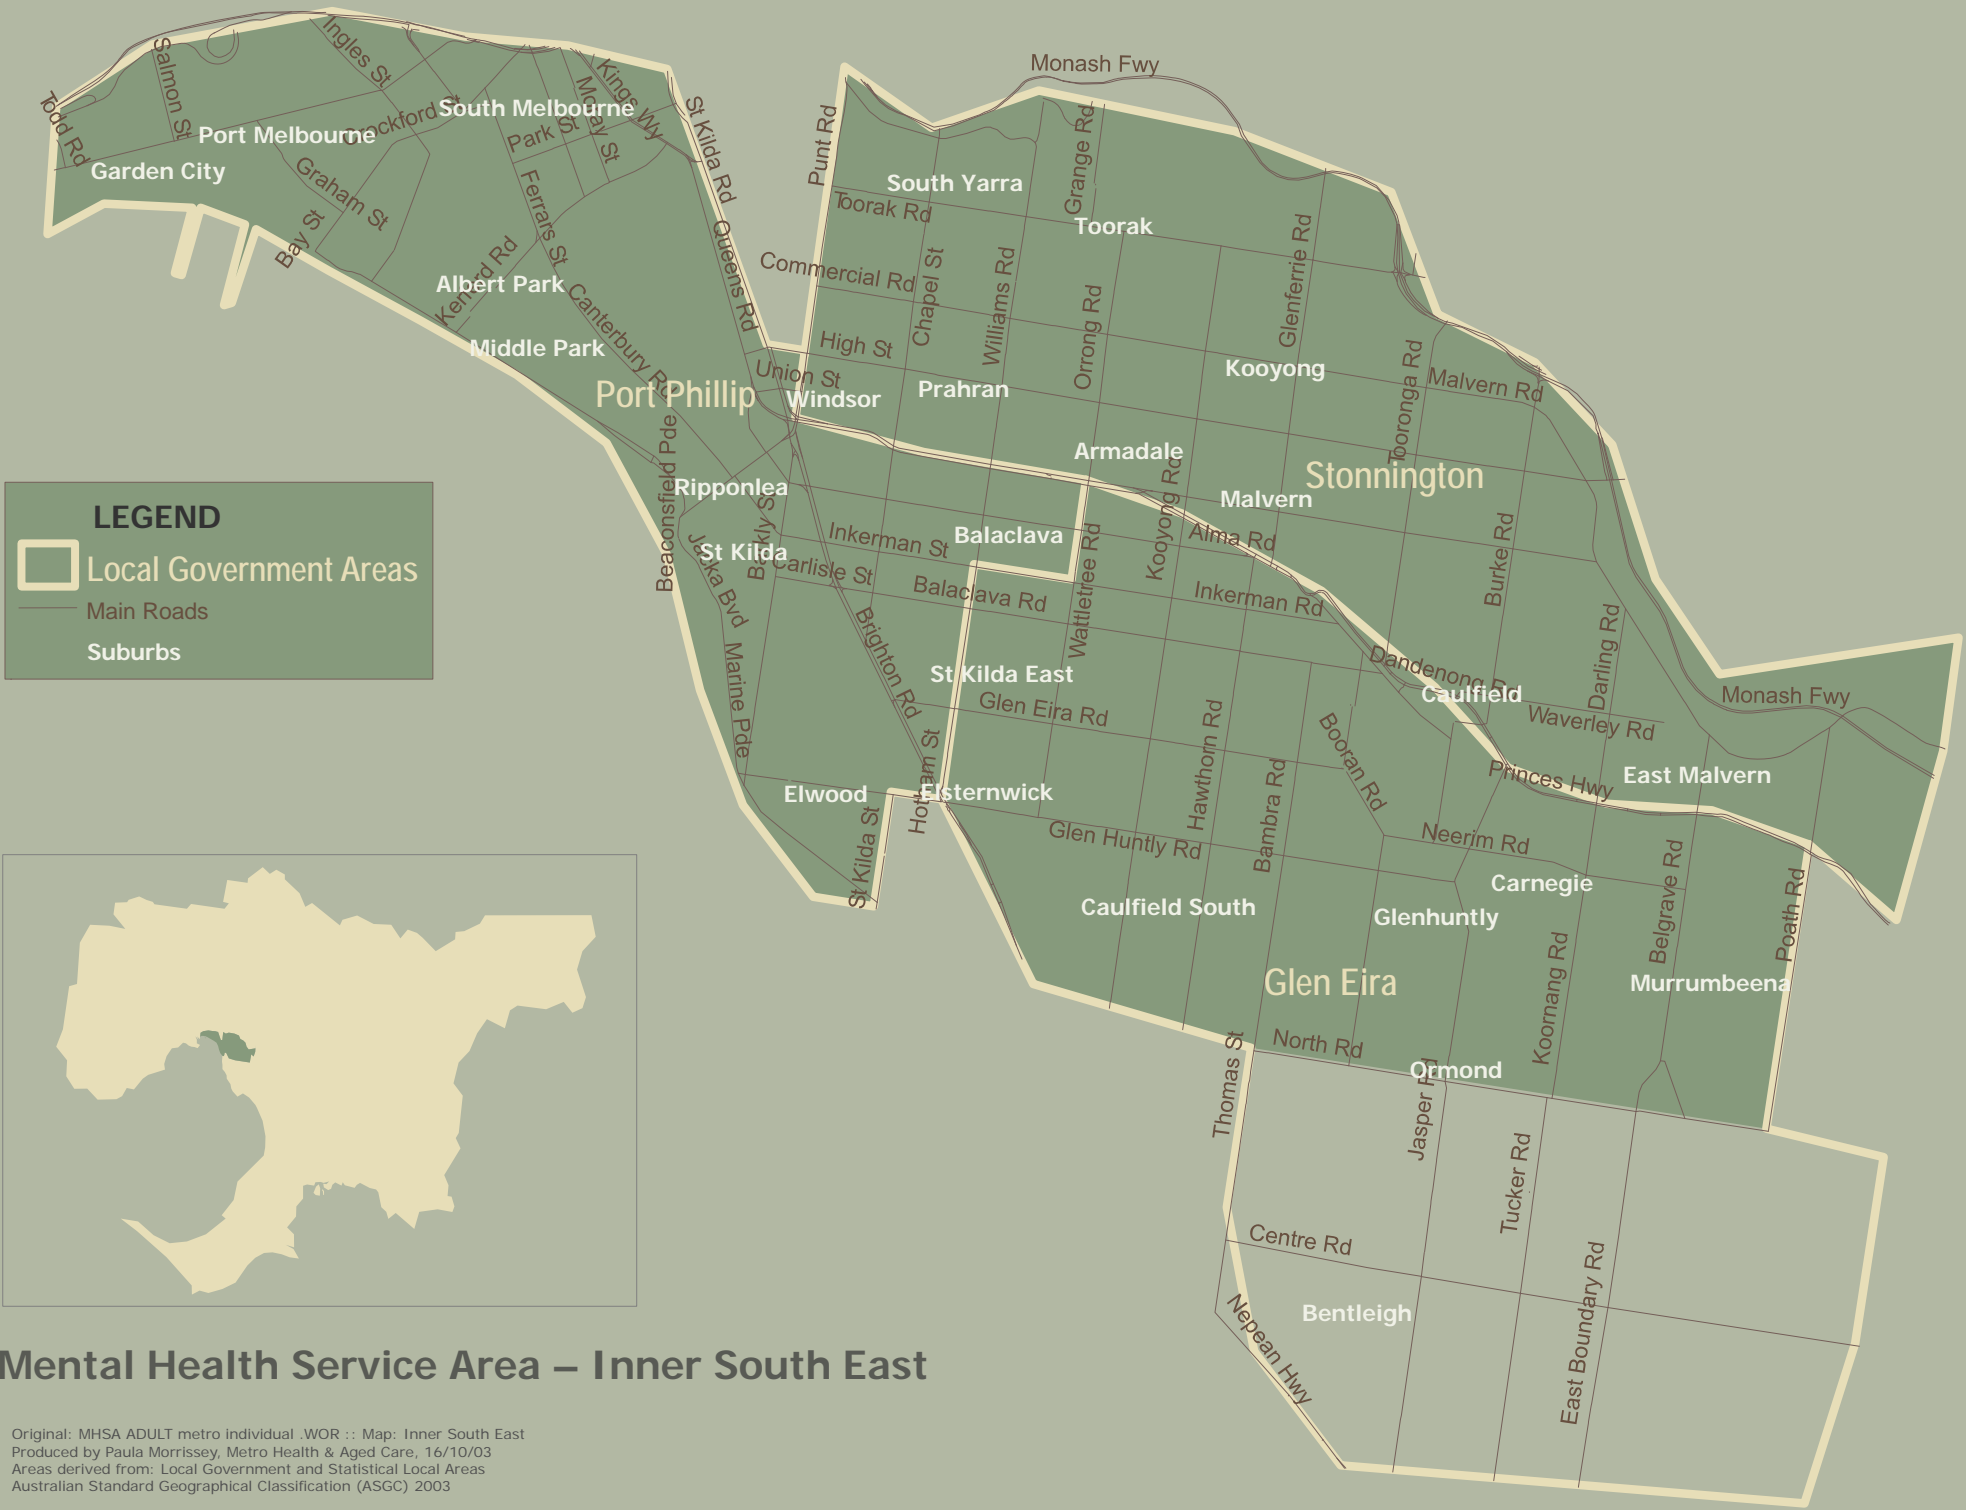 Monash Fwy
Ingles St
Salmon St
Todd Rd
Kings Wy
Moray St
South Melbourne
Crockford St
Park St
Port Melbourne
Garden City
Graham St
Bay St
Ferrars St
St Kilda Rd
Queens Rd
Punt Rd
Grange Rd
South Yarra
Toorak Rd
Toorak
Commercial Rd
Chapel St
Williams Rd
Orrong Rd
Glenferrie Rd
Kerferd Rd
Albert Park
Canterbury Rd
Middle Park
High St
Union St
Windsor
Prahran
Kooyong
Tooronga Rd
Malvern Rd
Port Phillip
Beaconsfield Pde
Armadale
Stonnington
Kooyong Rd
Malvern
Ripponlea
Barkly St
Inkerman St
Balaclava
Wattletree Rd
Alma Rd
Burke Rd
St Kilda
Jacka Bvd
Carlisle St
Balaclava Rd
Inkerman Rd
Darling Rd
Brighton Rd
Marine Pde
St Kilda East
Glen Eira Rd
Dandenong Rd
Caulfield
Waverley Rd
Monash Fwy
Hawthorn Rd
Booran Rd
Bambra Rd
Princes Hwy
East Malvern
Elwood
Hotham St
Elsternwick
St Kilda St
Glen Huntly Rd
Neerim Rd
Carnegie
Belgrave Rd
Poath Rd
Caulfield South
Glenhuntly
Koornang Rd
Glen Eira
Murrumbeena
Thomas St
North Rd
Ormond
Jasper Rd
Tucker Rd
Centre Rd
East Boundary Rd
Bentleigh
Nepean Hwy
LEGEND
Local Government Areas
Main Roads
Suburbs
Mental Health Service Area – Inner South East
Original: MHSA ADULT metro individual .WOR :: Map: Inner South East
Produced by Paula Morrissey, Metro Health & Aged Care, 16/10/03
Areas derived from: Local Government and Statistical Local Areas
Australian Standard Geographical Classification (ASGC) 2003